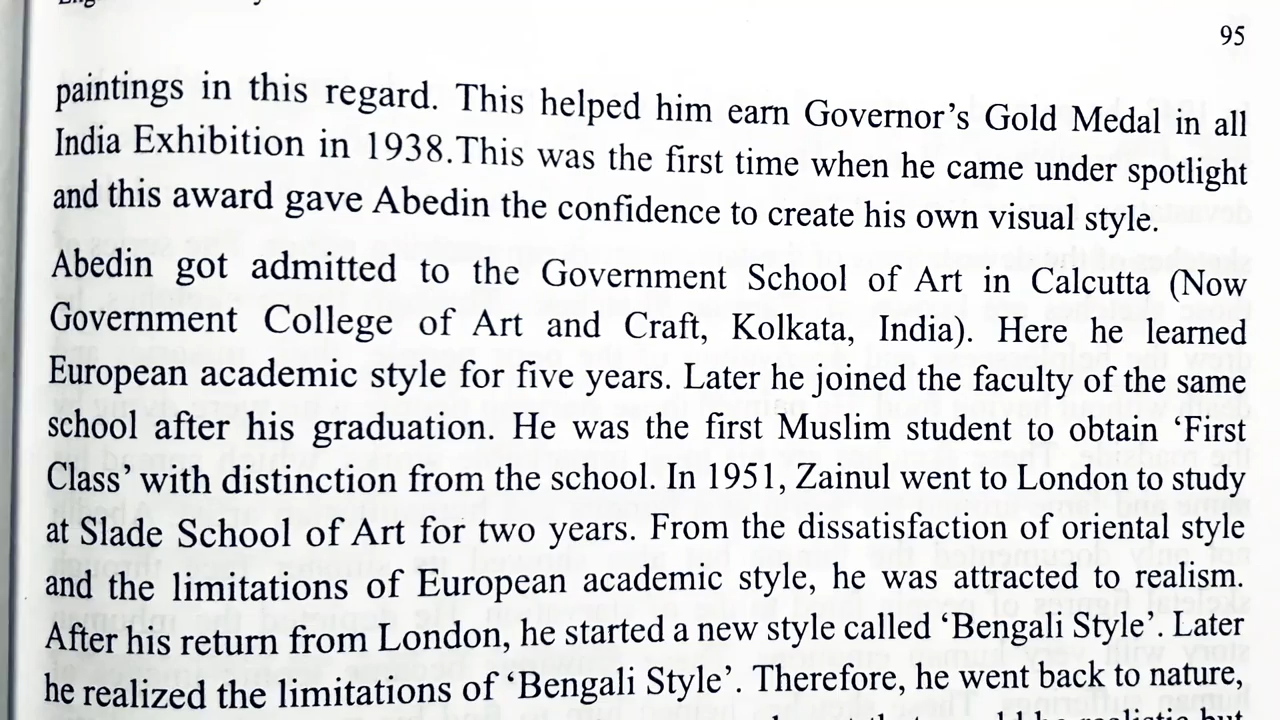 95
paintings in this regard. This helped him earn Governor's Gold Medal in all
India Exhibition in 1938.This was the first time when he came under spotlight
and this award gave Abedin the confidence to create his own visual style.
Abedin got admitted to the Government School of Art in Calcutta (Now
Government College of Art and Craft, Kolkata, India). Here he learned
European academic style for five years. Later he joined the faculty of the same
school after his graduation. He was the first Muslim student to obtain ‘First
Class’ with distinction from the school. In 1951, Zainul went to London to study
at Slade School of Art for two years. From the dissatisfaction of oriental style
and the limitations of European academic style, he was attracted to realism.
After his return from London, he started a new style called ‘Bengali Style’. Later
he realized the limitations of ‘Bengali Style’. Therefore, he went back to nature,